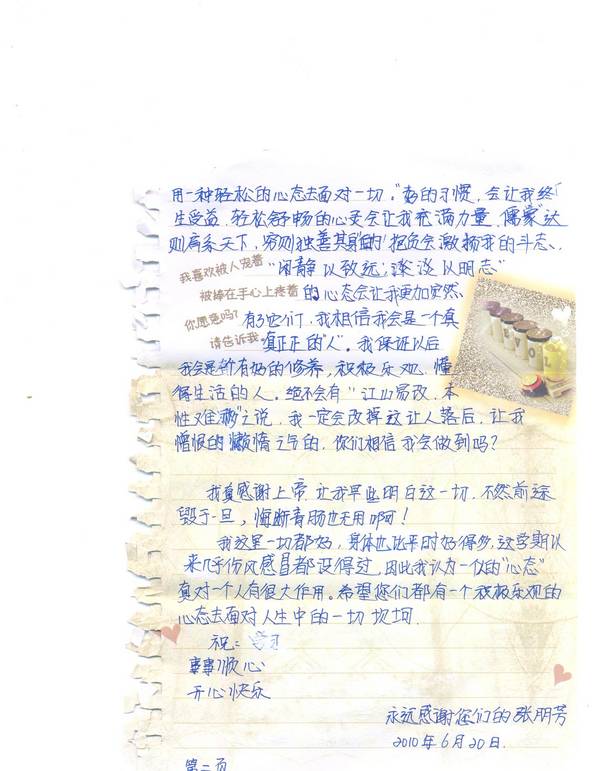 用一种轻松的心态去面对一切。"好的习惯,会让我终
生受益,轻松舒畅的心灵会让我充满力量,儒家"达
则肩系天下,穷则独善其身"的抱负会激扬我的斗志、
我喜欢被人宠着
"闲静以致远,淡谈以明志"
被棒在手心上疼着
的心态会让我更加安然、
你愿意吗?
有了它们,我相信我会是一个真
请告诉我
真正正的"人"。我保证以后
我会是新有好的修养,积极乐观、懂
得生活的人。绝不会有"江山易改,本
性难移"之说,我一定会改掉这让人落后,让我
憎恨的懒惰之气的,你们相信我会做到吗?
我真感谢上帝,让我早些明白这一切,不然前途
毁于一旦,悔断青肠也无用啊!
我这里一切都好,身体也比平时好得多,这学期以
来几乎伤风感冒都没得过,因此我认为一个人的"心态"
真对一个人有很大作用。希望您们都有一个积极乐观的
心态去面对人生中的一切坎坷.
祝:
事事顺心
开心快乐
永远感谢您们的张朋芳
2010年6月20日.
第二页